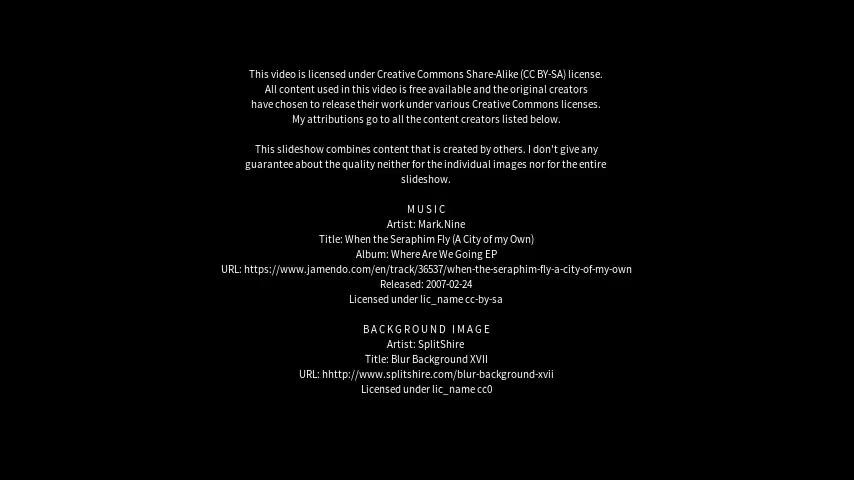 This video is licensed under Creative Commons Share-Alike (CC BY-SA) license.
All content used in this video is free available and the original creators
have chosen to release their work under various Creative Commons licenses.
My attributions go to all the content creators listed below.
This slideshow combines content that is created by others. I don't give any
guarantee about the quality neither for the individual images nor for the entire
slideshow.
MUSIC
Artist: Mark.Nine
Title: When the Seraphim Fly (A City of my Own)
Album: Where Are We Going EP
URL: https://www.jamendo.com/en/track/36537/when-the-seraphim-fly-a-city-of-my-own
Released: 2007-02-24
Licensed under lic_name cc-by-sa
BACKGROUND IMAGE
Artist: SplitShire
Title: Blur Background XVII
URL: hhttp://www.splitshire.com/blur-background-xvii
Licensed under lic_name cc0